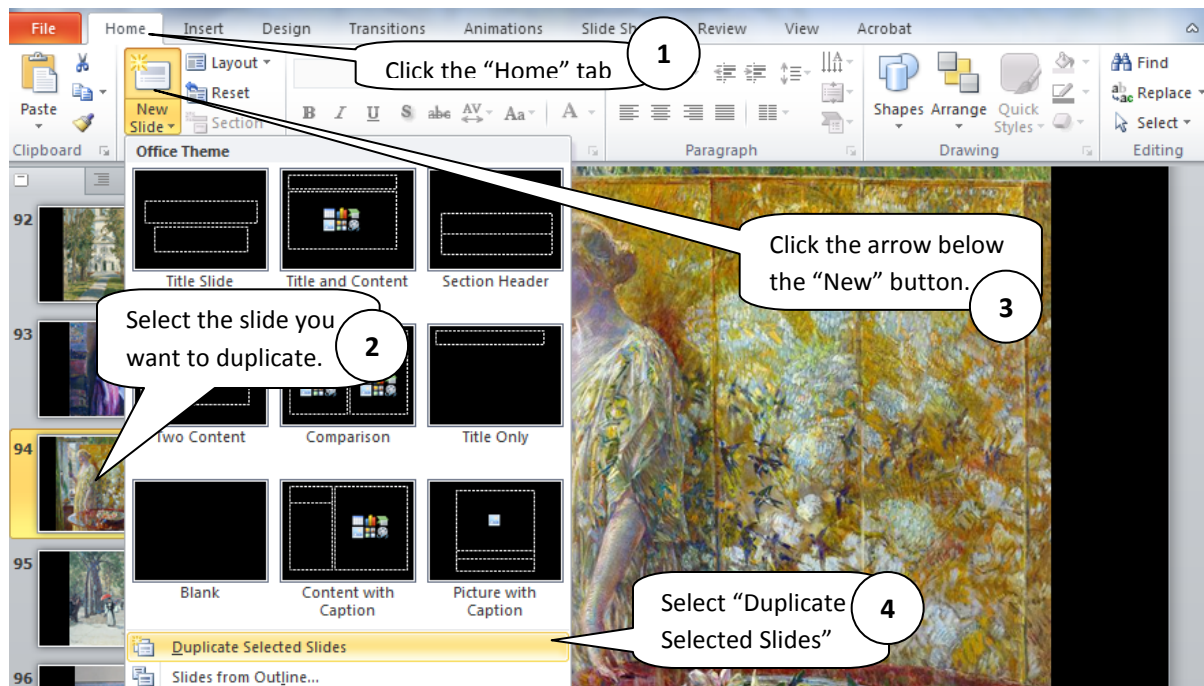 File Home Insert Design Transitions Animations Slide Sh Review View Acrobat
Click the “Home” tab
1
Paste
New
Slide
Layout
Reset
Section
B I U S abc AV Aa A
Shapes Arrange Quick
Styles
Find
Replace
Select
Clipboard
Paragraph
Drawing
Editing
Office Theme
92
Title Slide
Title and Content
Section Header
Click the arrow below
the “New” button.
3
93
Select the slide you
want to duplicate.
2
Two Content
Comparison
Title Only
94
95
Blank
Content with
Caption
Picture with
Caption
Select “Duplicate
Selected Slides”
4
Duplicate Selected Slides
96
Slides from Outline...